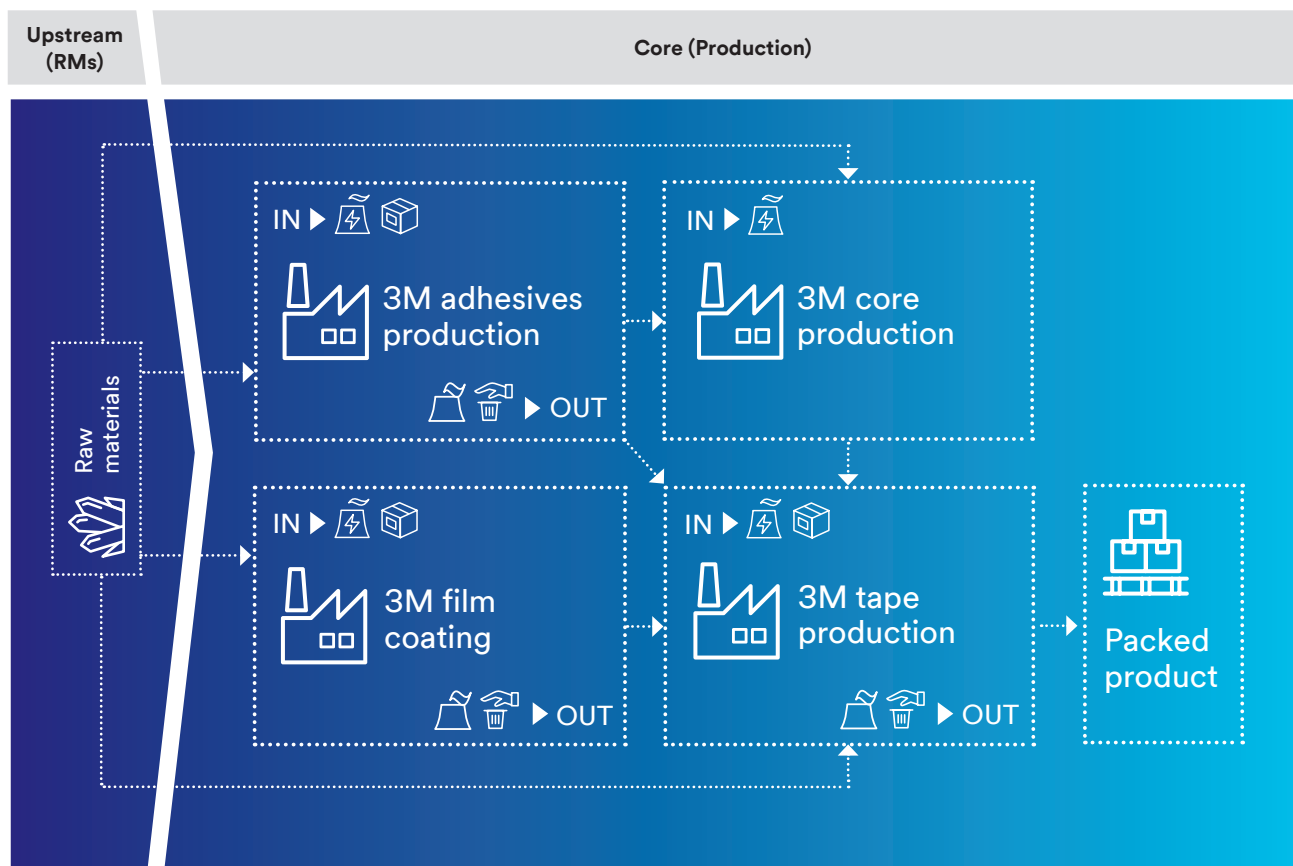 Upstream
(RMs)
Core (Production)
Raw
materials
IN
3M adhesives
production
OUT
IN
3M core
production
IN
3M film
coating
OUT
IN
3M tape
production
OUT
Packed
product